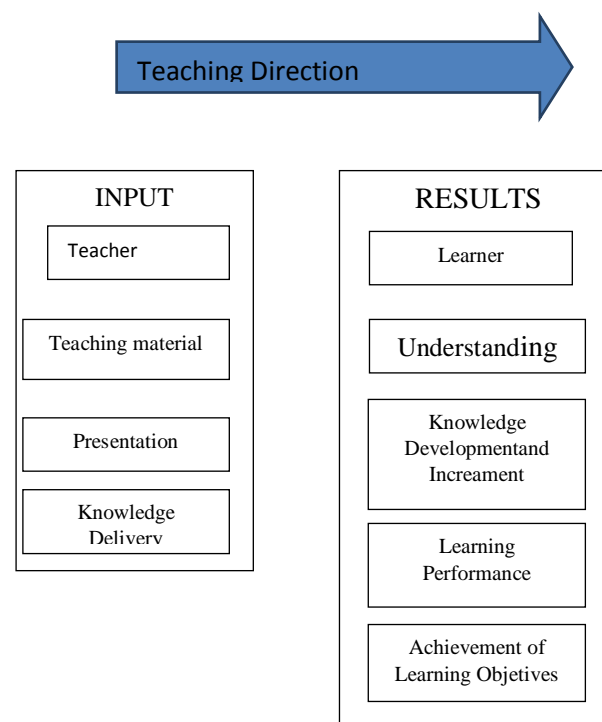 Teaching Direction
INPUT
Teacher
Teaching material
Presentation
Knowledge
Delivery
RESULTS
Learner
Understanding
Knowledge
Developmentand
Increament
Learning
Performance
Achievement of
Learning Objetives